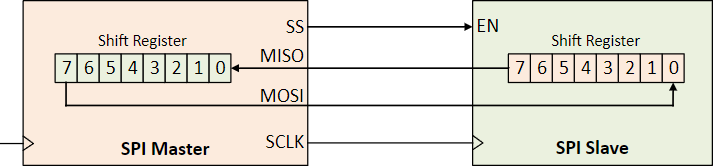 SS
EN
Shift Register
MISO
Shift Register
7 6 5 4 3 2 1 0
7 6 5 4 3 2 1 0
MOSI
SPI Master
SCLK
SPI Slave